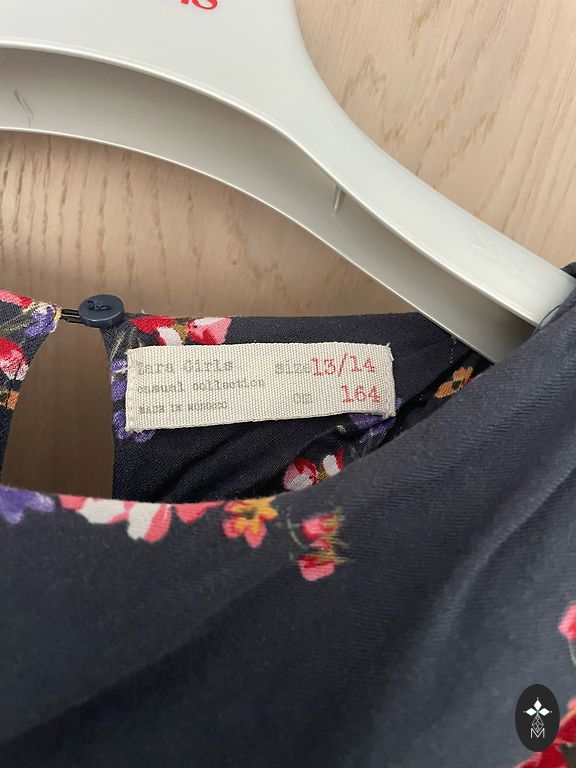 Zara Girls SIZE 13/14
casual collection CM 164
MADE IN MOROCCO